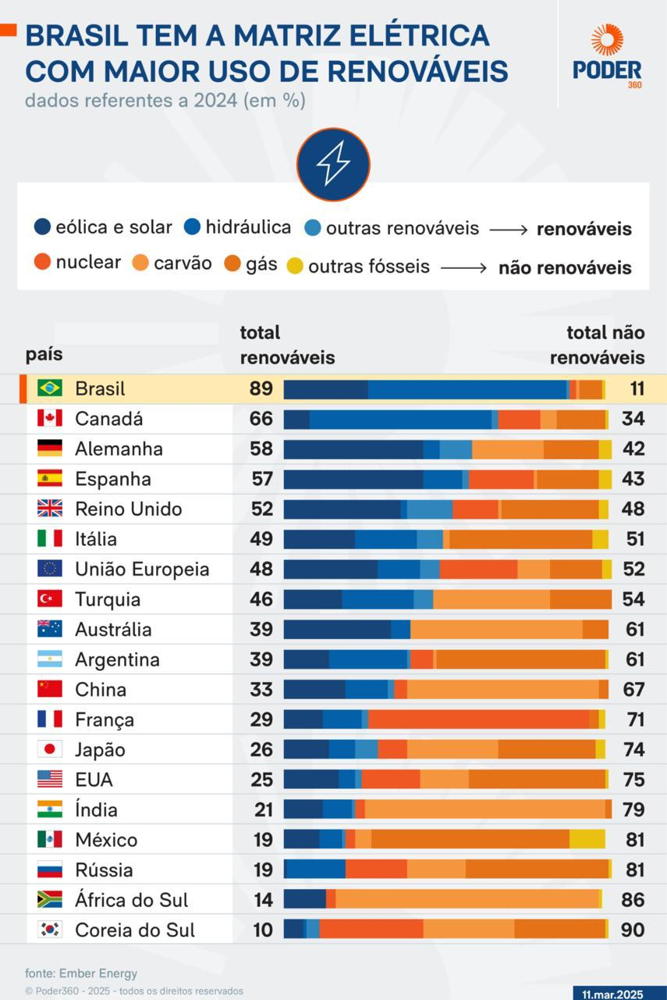 BRASIL TEM A MATRIZ ELÉTRICA
COM MAIOR USO DE RENOVÁVEIS
dados referentes a 2024 (em %)
PODER
360
eólica e solar hidráulica outras renováveis renováveis
nuclear carvão gás outras fósseis não renováveis
país total renováveis total não renováveis
Brasil 89 11
Canadá 66 34
Alemanha 58 42
Espanha 57 43
Reino Unido 52 48
Itália 49 51
União Europeia 48 52
Turquia 46 54
Austrália 39 61
Argentina 39 61
China 33 67
França 29 71
Japão 26 74
EUA 25 75
Índia 21 79
México 19 81
Rússia 19 81
África do Sul 14 86
Coreia do Sul 10 90
fonte: Ember Energy
© Poder360 - 2025 - todos os direitos reservados
11.mar.2025